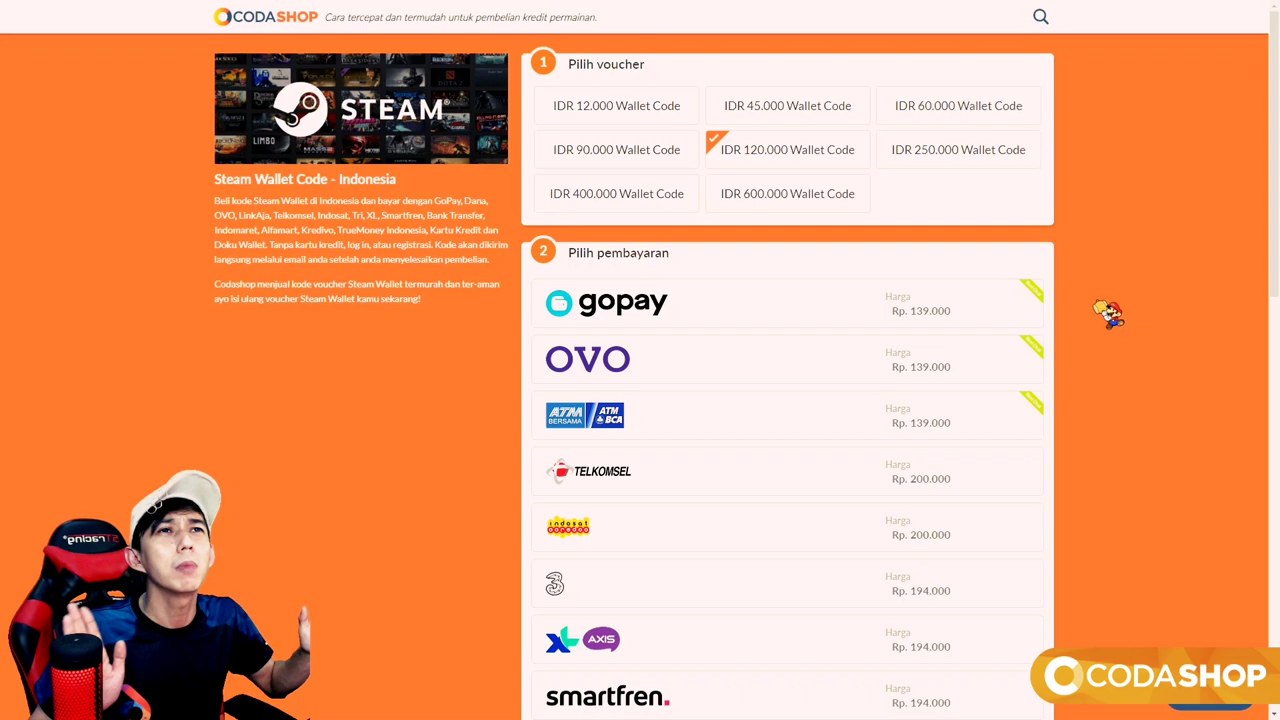 CODASHOP Cara tercepat dan termudah untuk pembelian kredit permainan.
STEAM®
LIMBO
Steam Wallet Code - Indonesia
Beli kode Steam Wallet di Indonesia dan bayar dengan GoPay, Dana,
OVO, LinkAja, Telkomsel, Indosat, Tri, XL, Smartfren, Bank Transfer,
Indomaret, Alfamart, Kredivo, TrueMoney Indonesia, Kartu Kredit dan
Doku Wallet. Tanpa kartu kredit, log in, atau registrasi. Kode akan dikirim
langsung melalui email anda setelah anda menyelesaikan pembelian.
Codashop menjual kode voucher Steam Wallet termurah dan ter-aman
ayo isi ulang voucher Steam Wallet kamu sekarang!
1 Pilih voucher
IDR 12.000 Wallet Code IDR 45.000 Wallet Code IDR 60.000 Wallet Code
IDR 90.000 Wallet Code IDR 120.000 Wallet Code IDR 250.000 Wallet Code
IDR 400.000 Wallet Code IDR 600.000 Wallet Code
2 Pilih pembayaran
gopay Harga
Rp. 139.000
OVO Harga
Rp. 139.000
ATM BERSAMA ATM BCA Harga
Rp. 139.000
TELKOMSEL Harga
Rp. 200.000
indosat ooredoo Harga
Rp. 200.000
3 Harga
Rp. 194.000
XL AXIS Harga
Rp. 194.000
smartfren. Harga
Rp. 194.000
STracing
CODASHOP